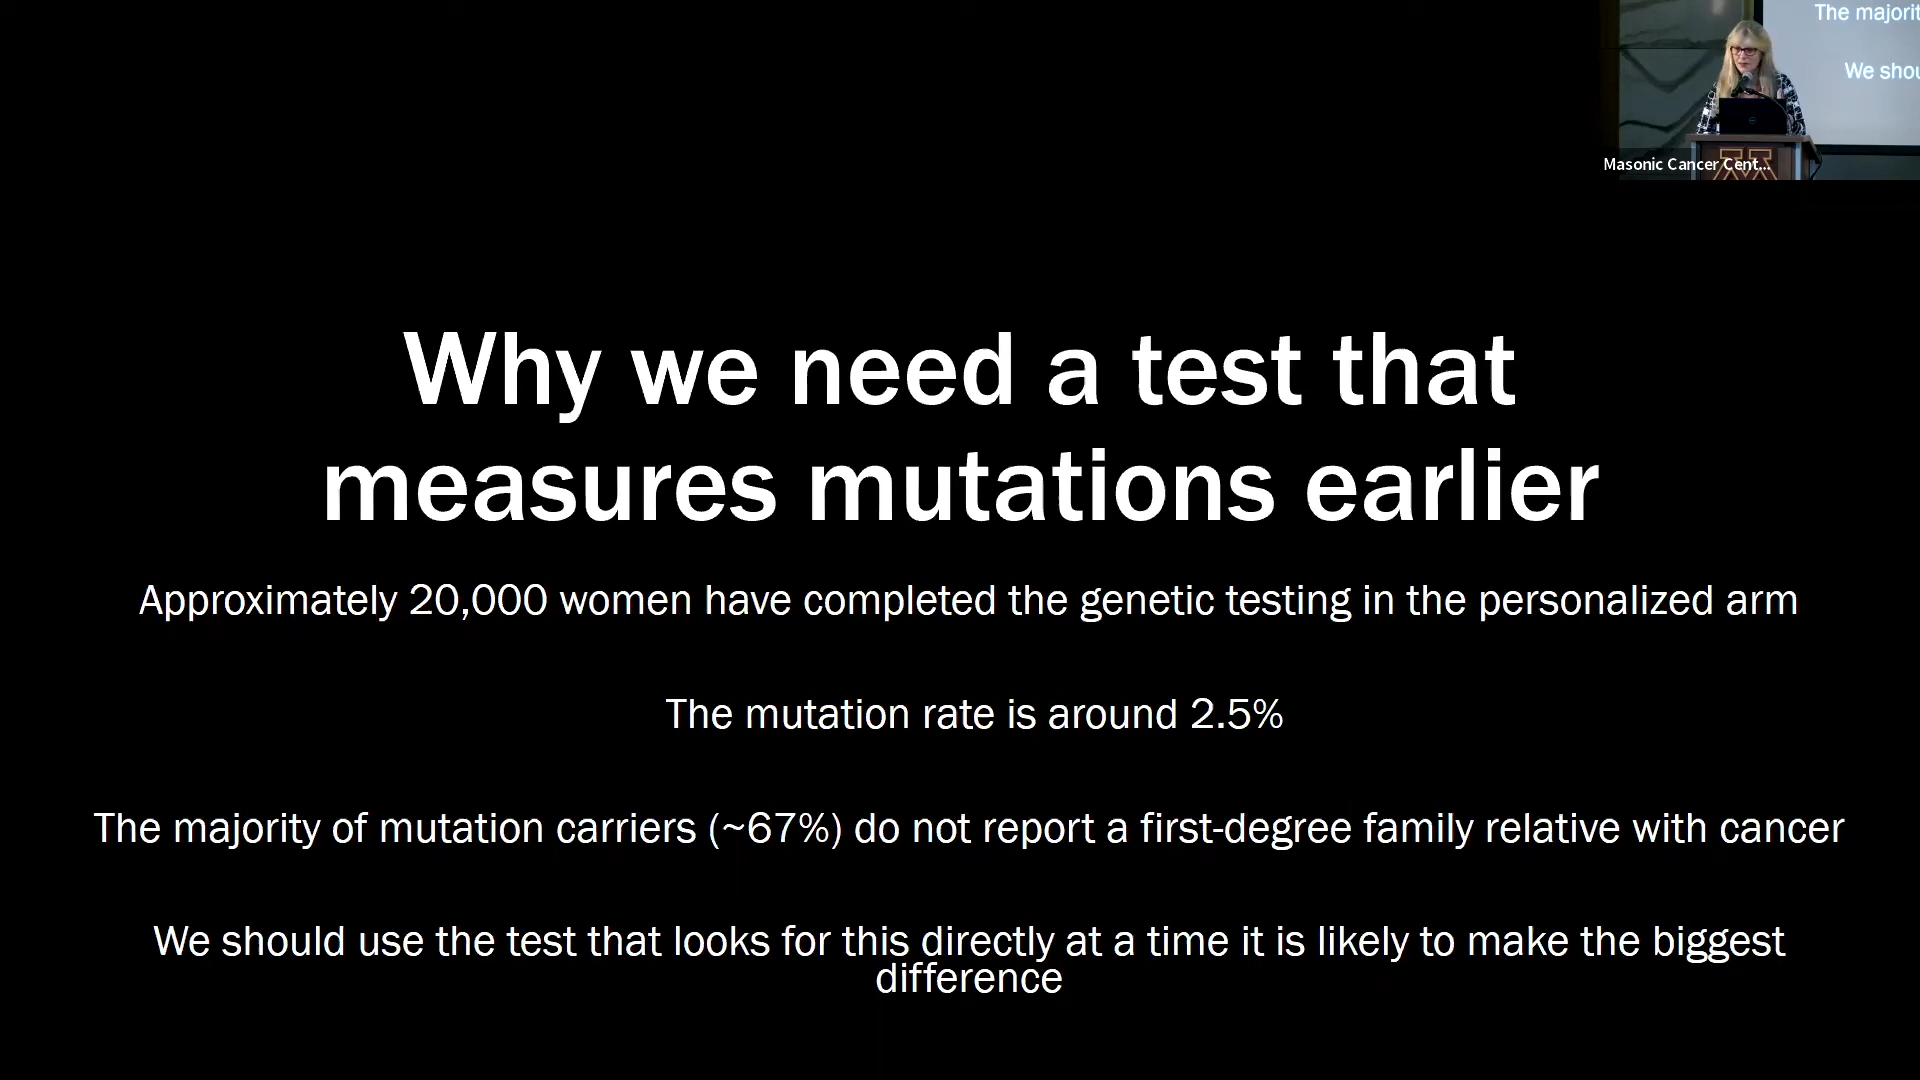 The majorit
We shou
Masonic Cancer Cent...
Why we need a test that
measures mutations earlier
Approximately 20,000 women have completed the genetic testing in the personalized arm
The mutation rate is around 2.5%
The majority of mutation carriers (~67%) do not report a first-degree family relative with cancer
We should use the test that looks for this directly at a time it is likely to make the biggest
difference